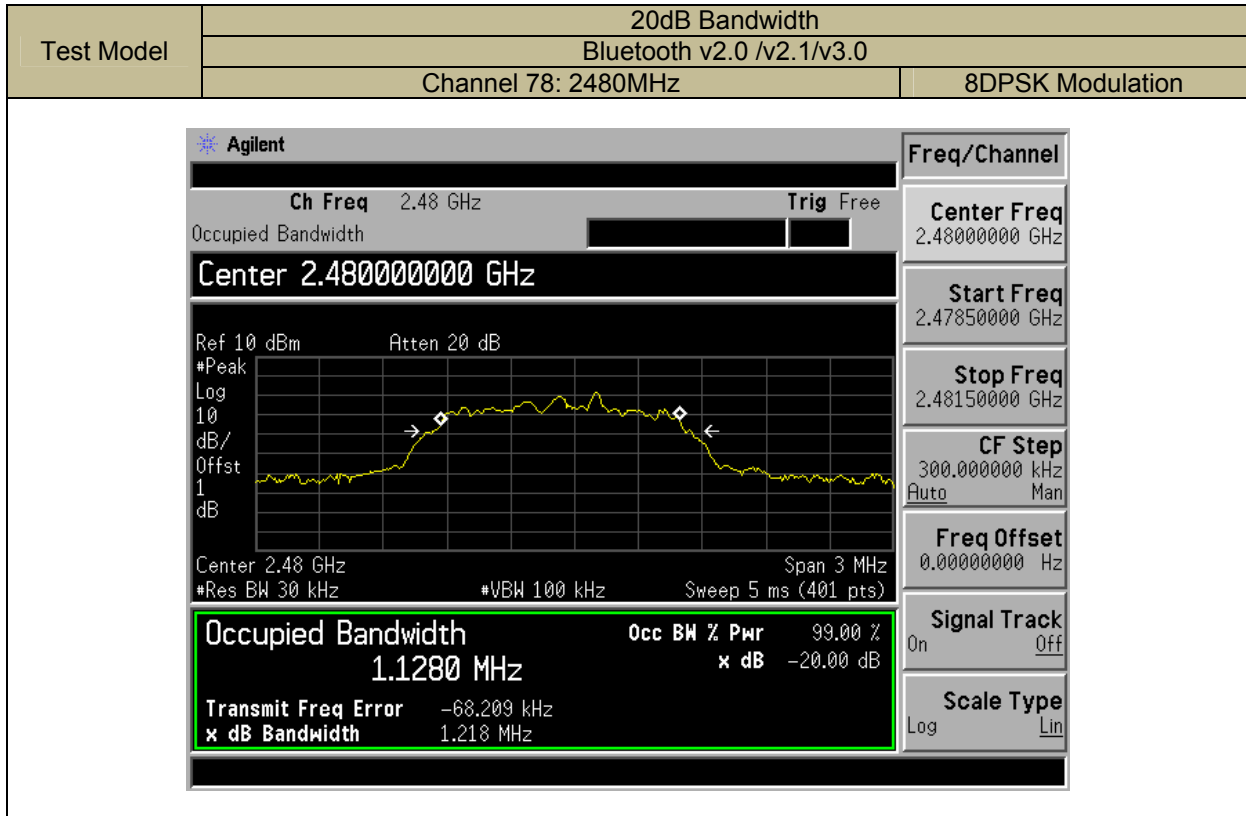 20dB Bandwidth
Test Model
Bluetooth v2.0 /v2.1/v3.0
Channel 78: 2480MHz
8DPSK Modulation
Agilent
Freq/Channel
Ch Freq 2.48 GHz Trig Free
Occupied Bandwidth
Center 2.480000000 GHz
Ref 10 dBm Atten 20 dB
#Peak
Log
10
dB/
Offst
1
dB
Center 2.48 GHz Span 3 MHz
#Res BW 30 kHz #VBW 100 kHz Sweep 5 ms (401 pts)
Occupied Bandwidth
1.1280 MHz
Occ BW % Pwr 99.00 %
x dB -20.00 dB
Transmit Freq Error -68.209 kHz
x dB Bandwidth 1.218 MHz
Center Freq
2.48000000 GHz
Start Freq
2.47850000 GHz
Stop Freq
2.48150000 GHz
CF Step
300.000000 kHz
Auto Man
Freq Offset
0.00000000 Hz
Signal Track
On Off
Scale Type
Log Lin